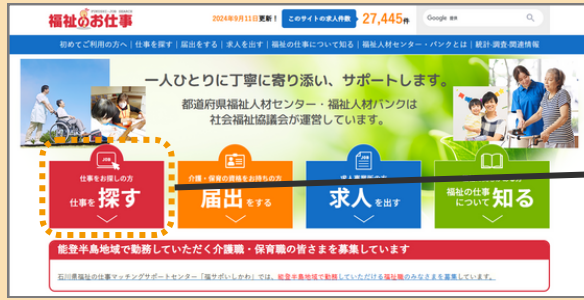 福祉のお仕事
2024年9月11日更新！ このサイトの求人件数 27,445件
Google
初めてご利用の方へ｜仕事を探す｜届出をする｜求人を出す｜福祉の仕事について知る｜福祉人材センター・バンクとは｜統計・調査・関連情報
一人ひとりに丁寧に寄り添い、サポートします。
都道府県福祉人材センター・福祉人材バンクは
社会福祉協議会が運営しています。
JOB
仕事をお探しの方
仕事を 探す
介護・保育の資格をお持ちの方
届出 をする
JOB
求人 を出す
福祉の仕事について 知る
能登半島地域で勤務していただく介護職・保育職の皆さまを募集しています
石川県福祉の仕事マッチングサポートセンター「福サポいしかわ」では、能登半島地域で勤務していただける福祉職のみなさまを募集しています。